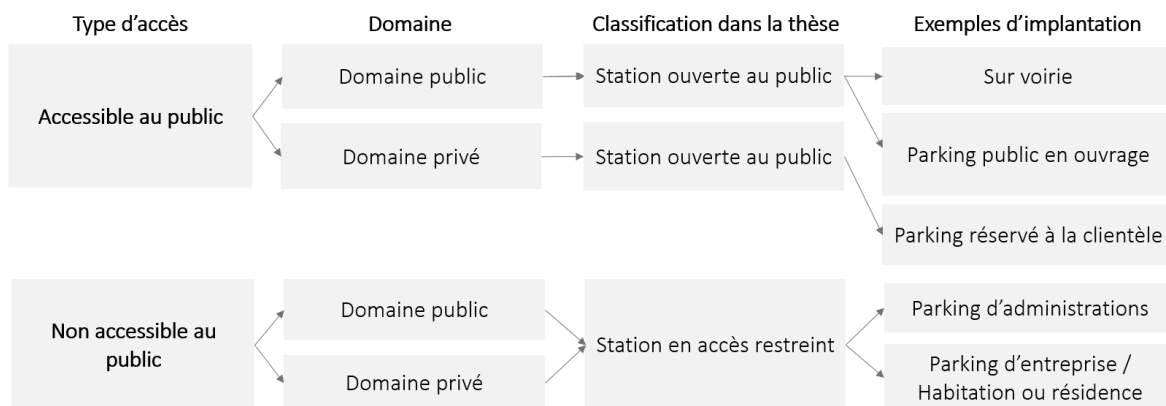 Type d’accès
Domaine
Classification dans la thèse
Exemples d’implantation
Accessible au public
Domaine public
Station ouverte au public
Sur voirie
Parking public en ouvrage
Domaine privé
Station ouverte au public
Parking réservé à la clientèle
Non accessible au
public
Domaine public
Domaine privé
Station en accès restreint
Parking d’administrations
Parking d’entreprise /
Habitation ou résidence